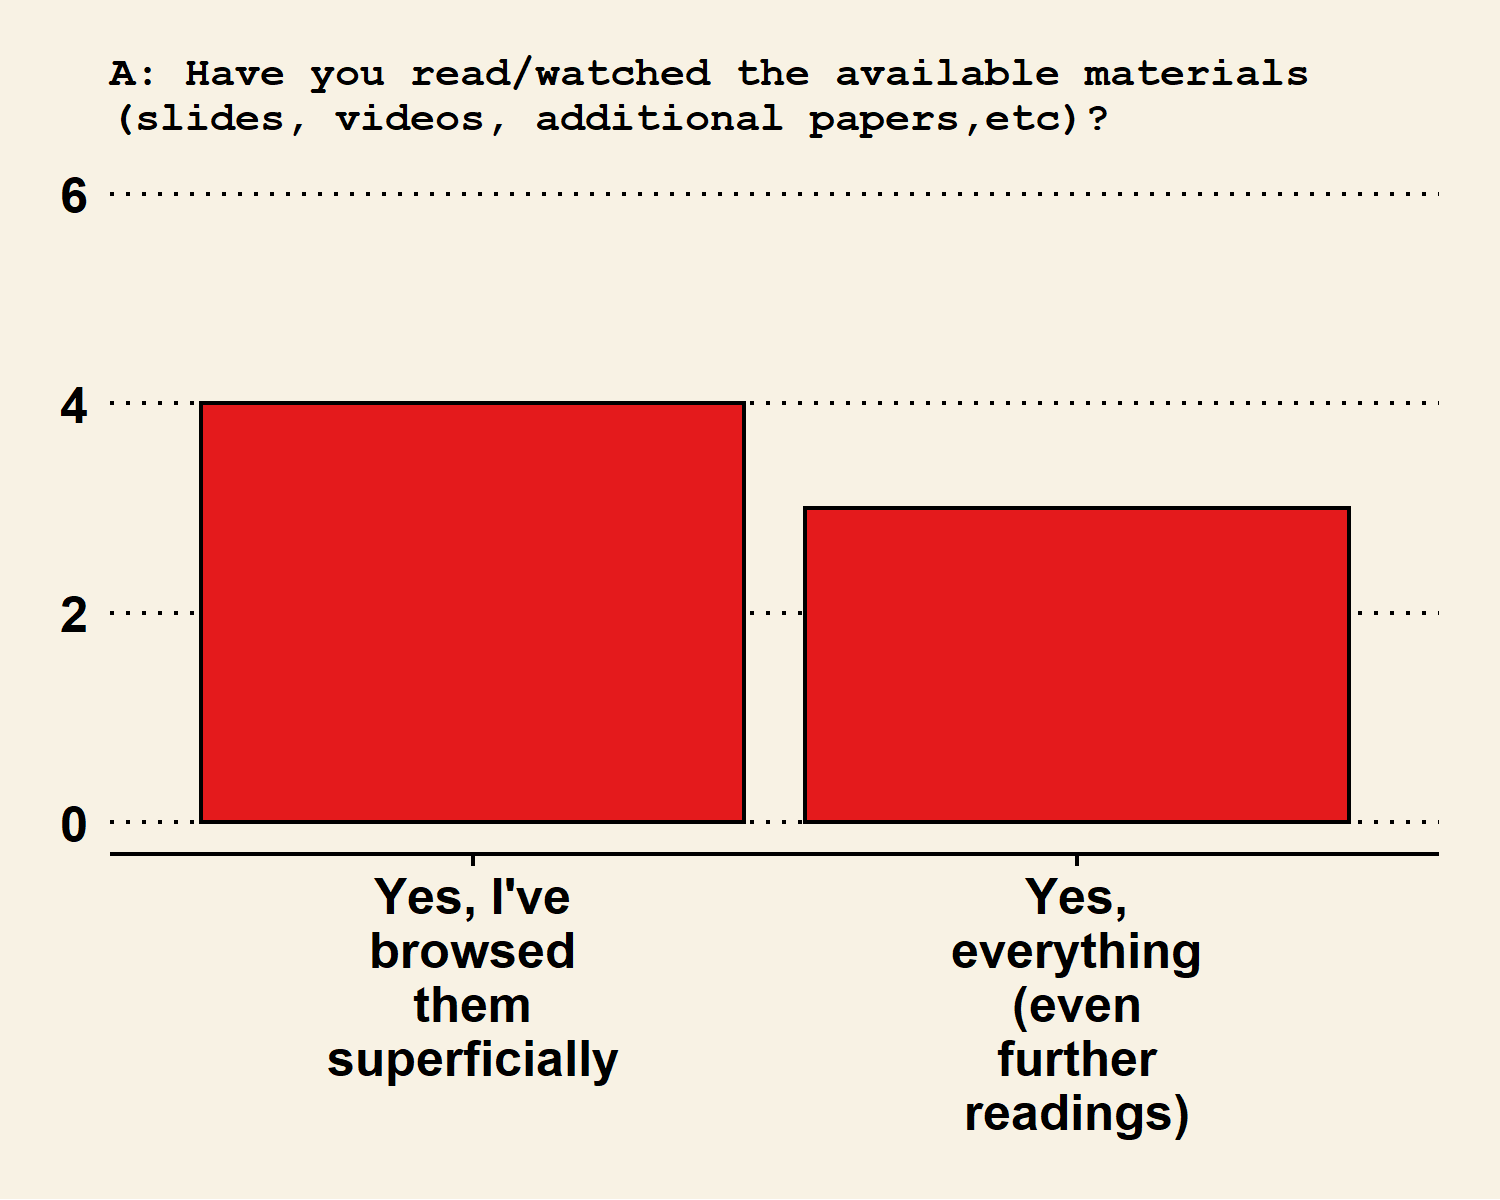 A: Have you read/watched the available materials
(slides, videos, additional papers,etc)?
6
4
2
0
Yes, I've
browsed
them
superficially
Yes,
everything
(even
further
readings)